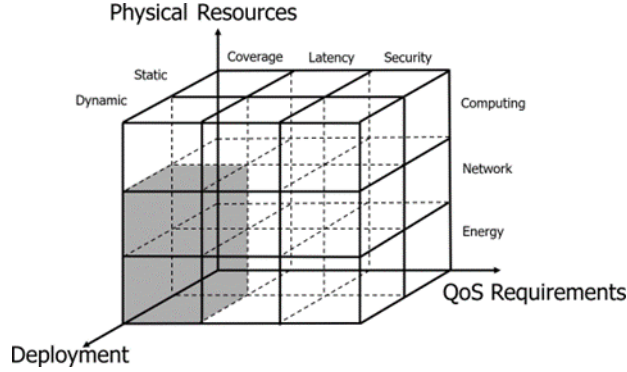 Physical Resources
Coverage Latency Security
Static
Dynamic
Computing
Network
Energy
QoS Requirements
Deployment